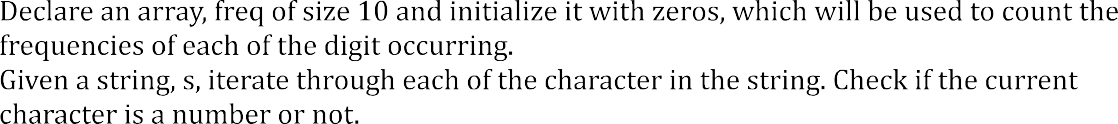 Declare an array, freq of size 10 and initialize it with zeros, which will be used to count the
frequencies of each of the digit occurring.
Given a string, s, iterate through each of the character in the string. Check if the current
character is a number or not.